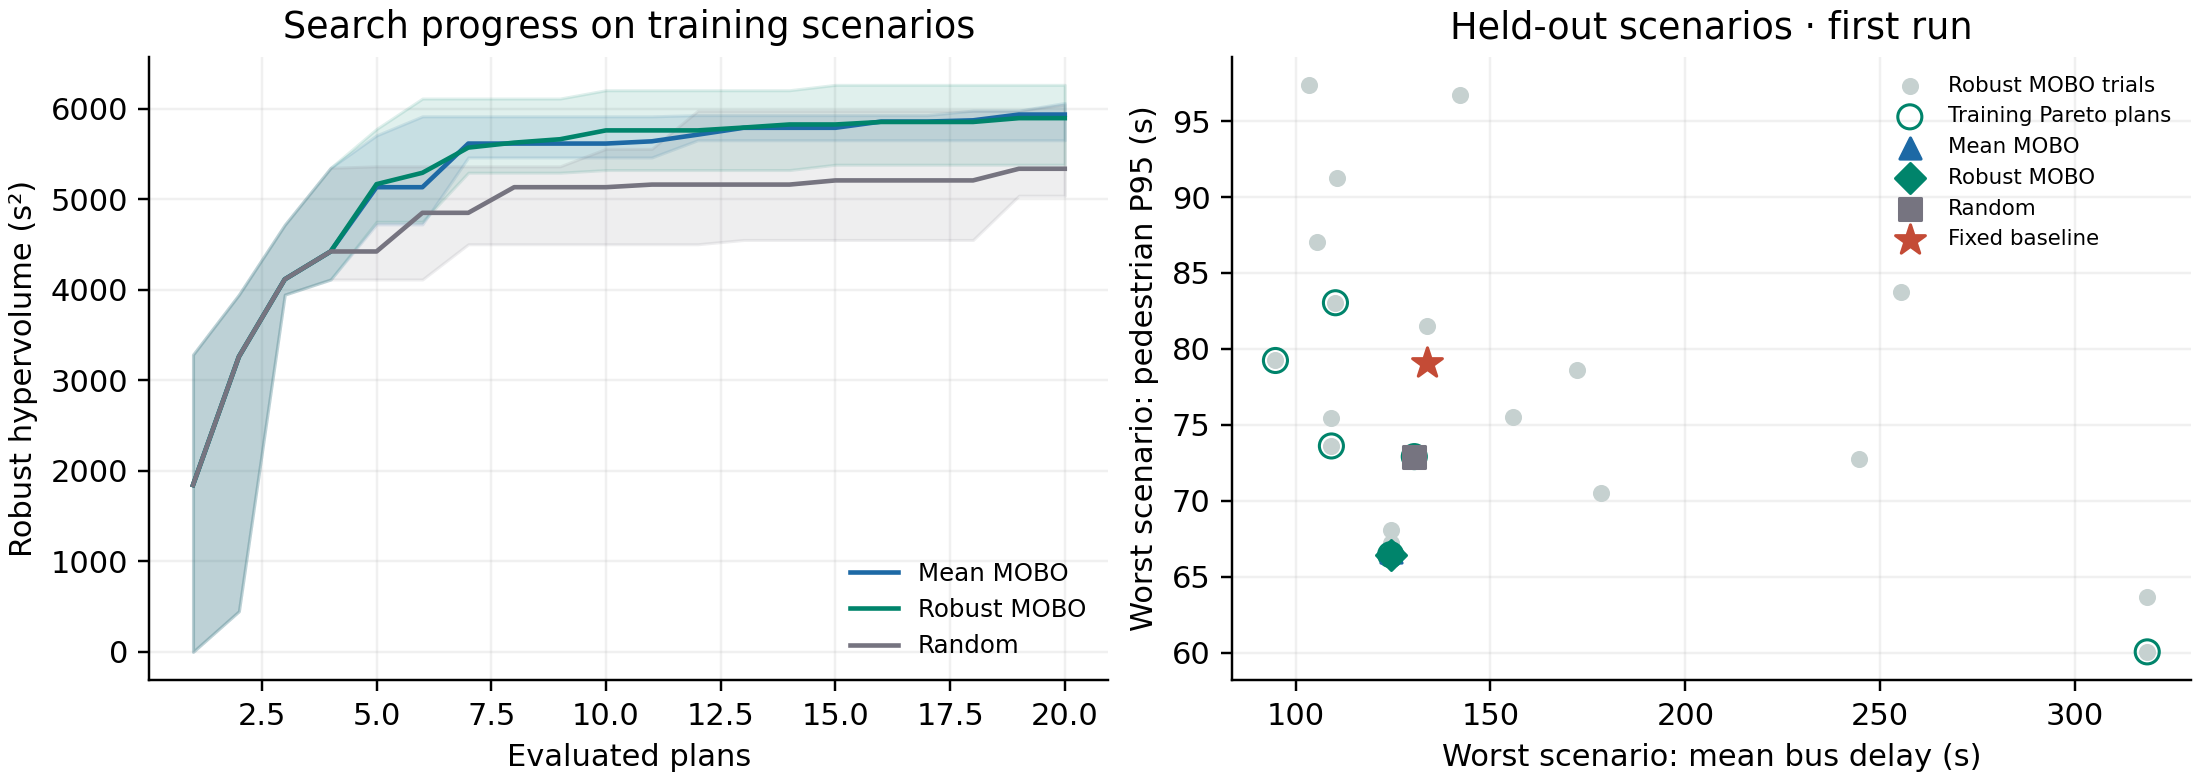 Search progress on training scenarios
Robust hypervolume (s²)
6000
5000
4000
3000
2000
1000
0
Mean MOBO
Robust MOBO
Random
2.5 5.0 7.5 10.0 12.5 15.0 17.5 20.0
Evaluated plans
Held-out scenarios · first run
Worst scenario: pedestrian P95 (s)
95
90
85
80
75
70
65
60
Robust MOBO trials
Training Pareto plans
Mean MOBO
Robust MOBO
Random
Fixed baseline
100 150 200 250 300
Worst scenario: mean bus delay (s)